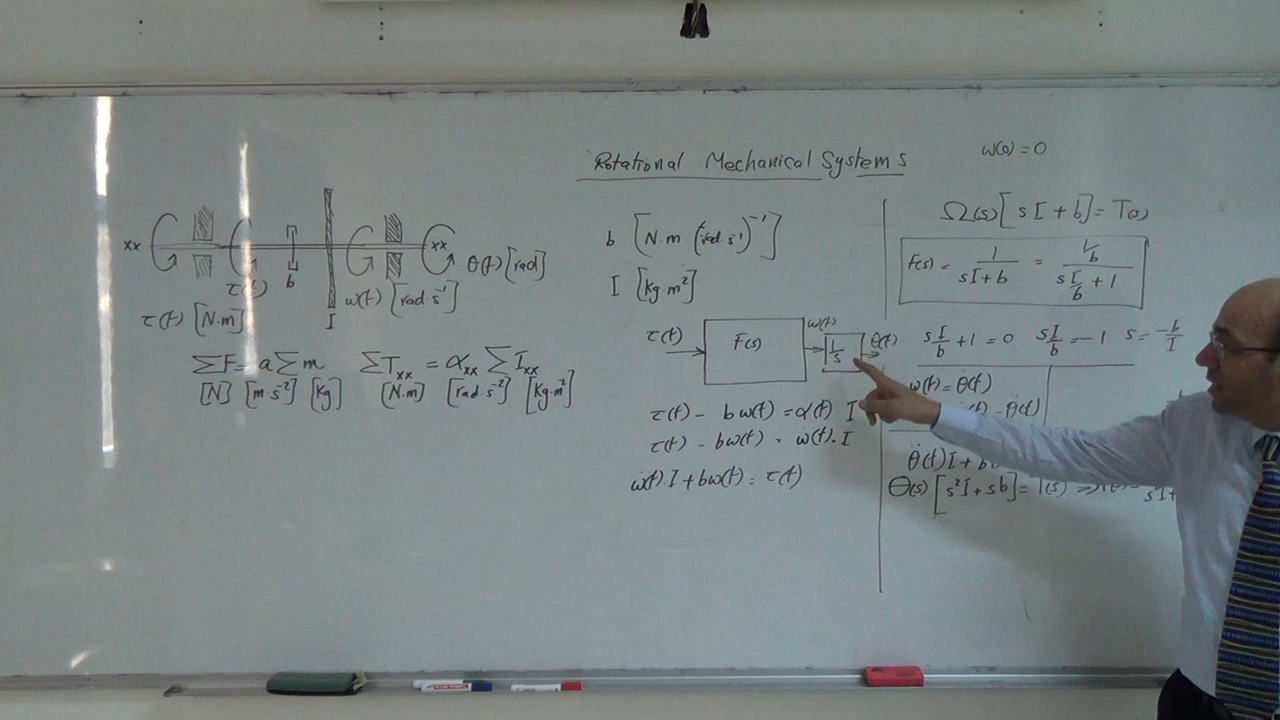 Rotational Mechanical Systems
ω(0) = 0
xx
xx
τ(t)
b
I
ω(t) [rad·s⁻¹]
θ(t) [rad]
τ(t) [N.m]
ΣF = a Σ m
[N] [m·s⁻²] [kg]
ΣTxx = αxx Σ Ixx
[N.m] [rad·s⁻²] [kg·m²]
b [N.m (rad·s⁻¹)⁻¹]
I [kg·m²]
τ(t) F(s) ω(t) 1/s θ(t)
τ(t) - bω(t) = α(t) · I
τ(t) - bω(t) = ω̇(t).I
ω̇(t).I + bω(t) = τ(t)
Ω(s)[sI + b] = T(s)
F(s) = 1/(sI+b) = (1/b)/(sI/b + 1)
sI/b + 1 = 0 sI/b = -1 s = -b/I
ω(t) = θ̇(t)
θ̈(t)
θ̈(t)I + b
Θ(s)[s²I + sb] = T(s) ⇒